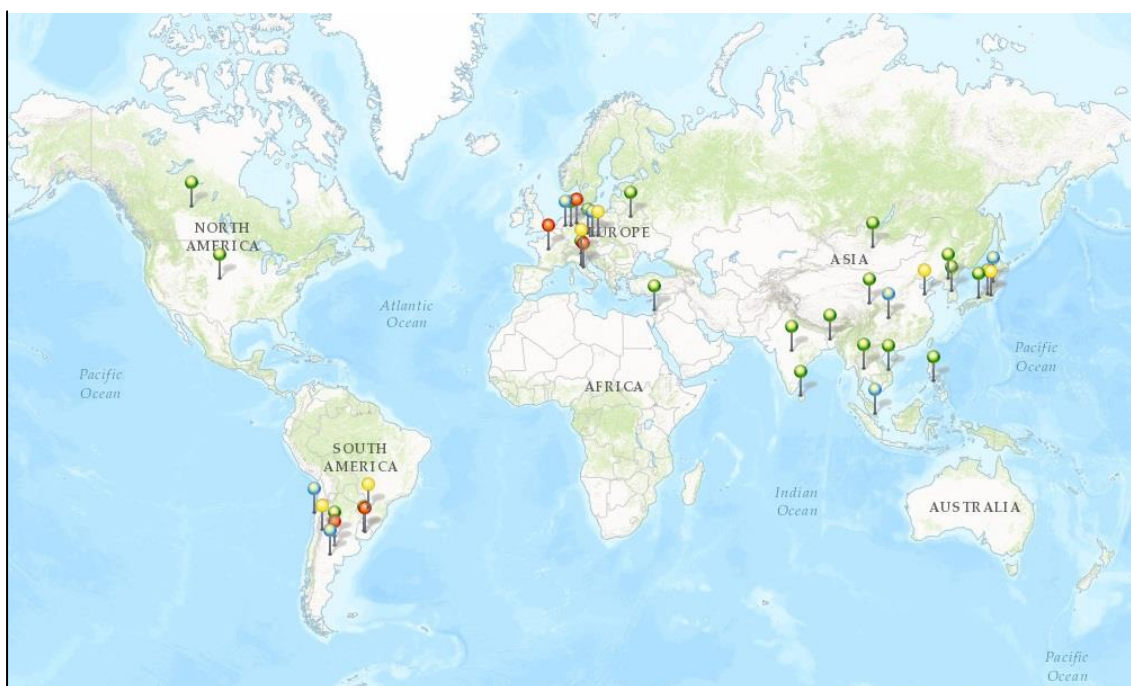 NORTH
AMERICA
EUROPE
ASIA
Atlantic
Ocean
Pacific
Ocean
Pacific
Ocean
AFRICA
SOUTH
AMERICA
Indian
Ocean
AUSTRALIA
Pacific
Ocean